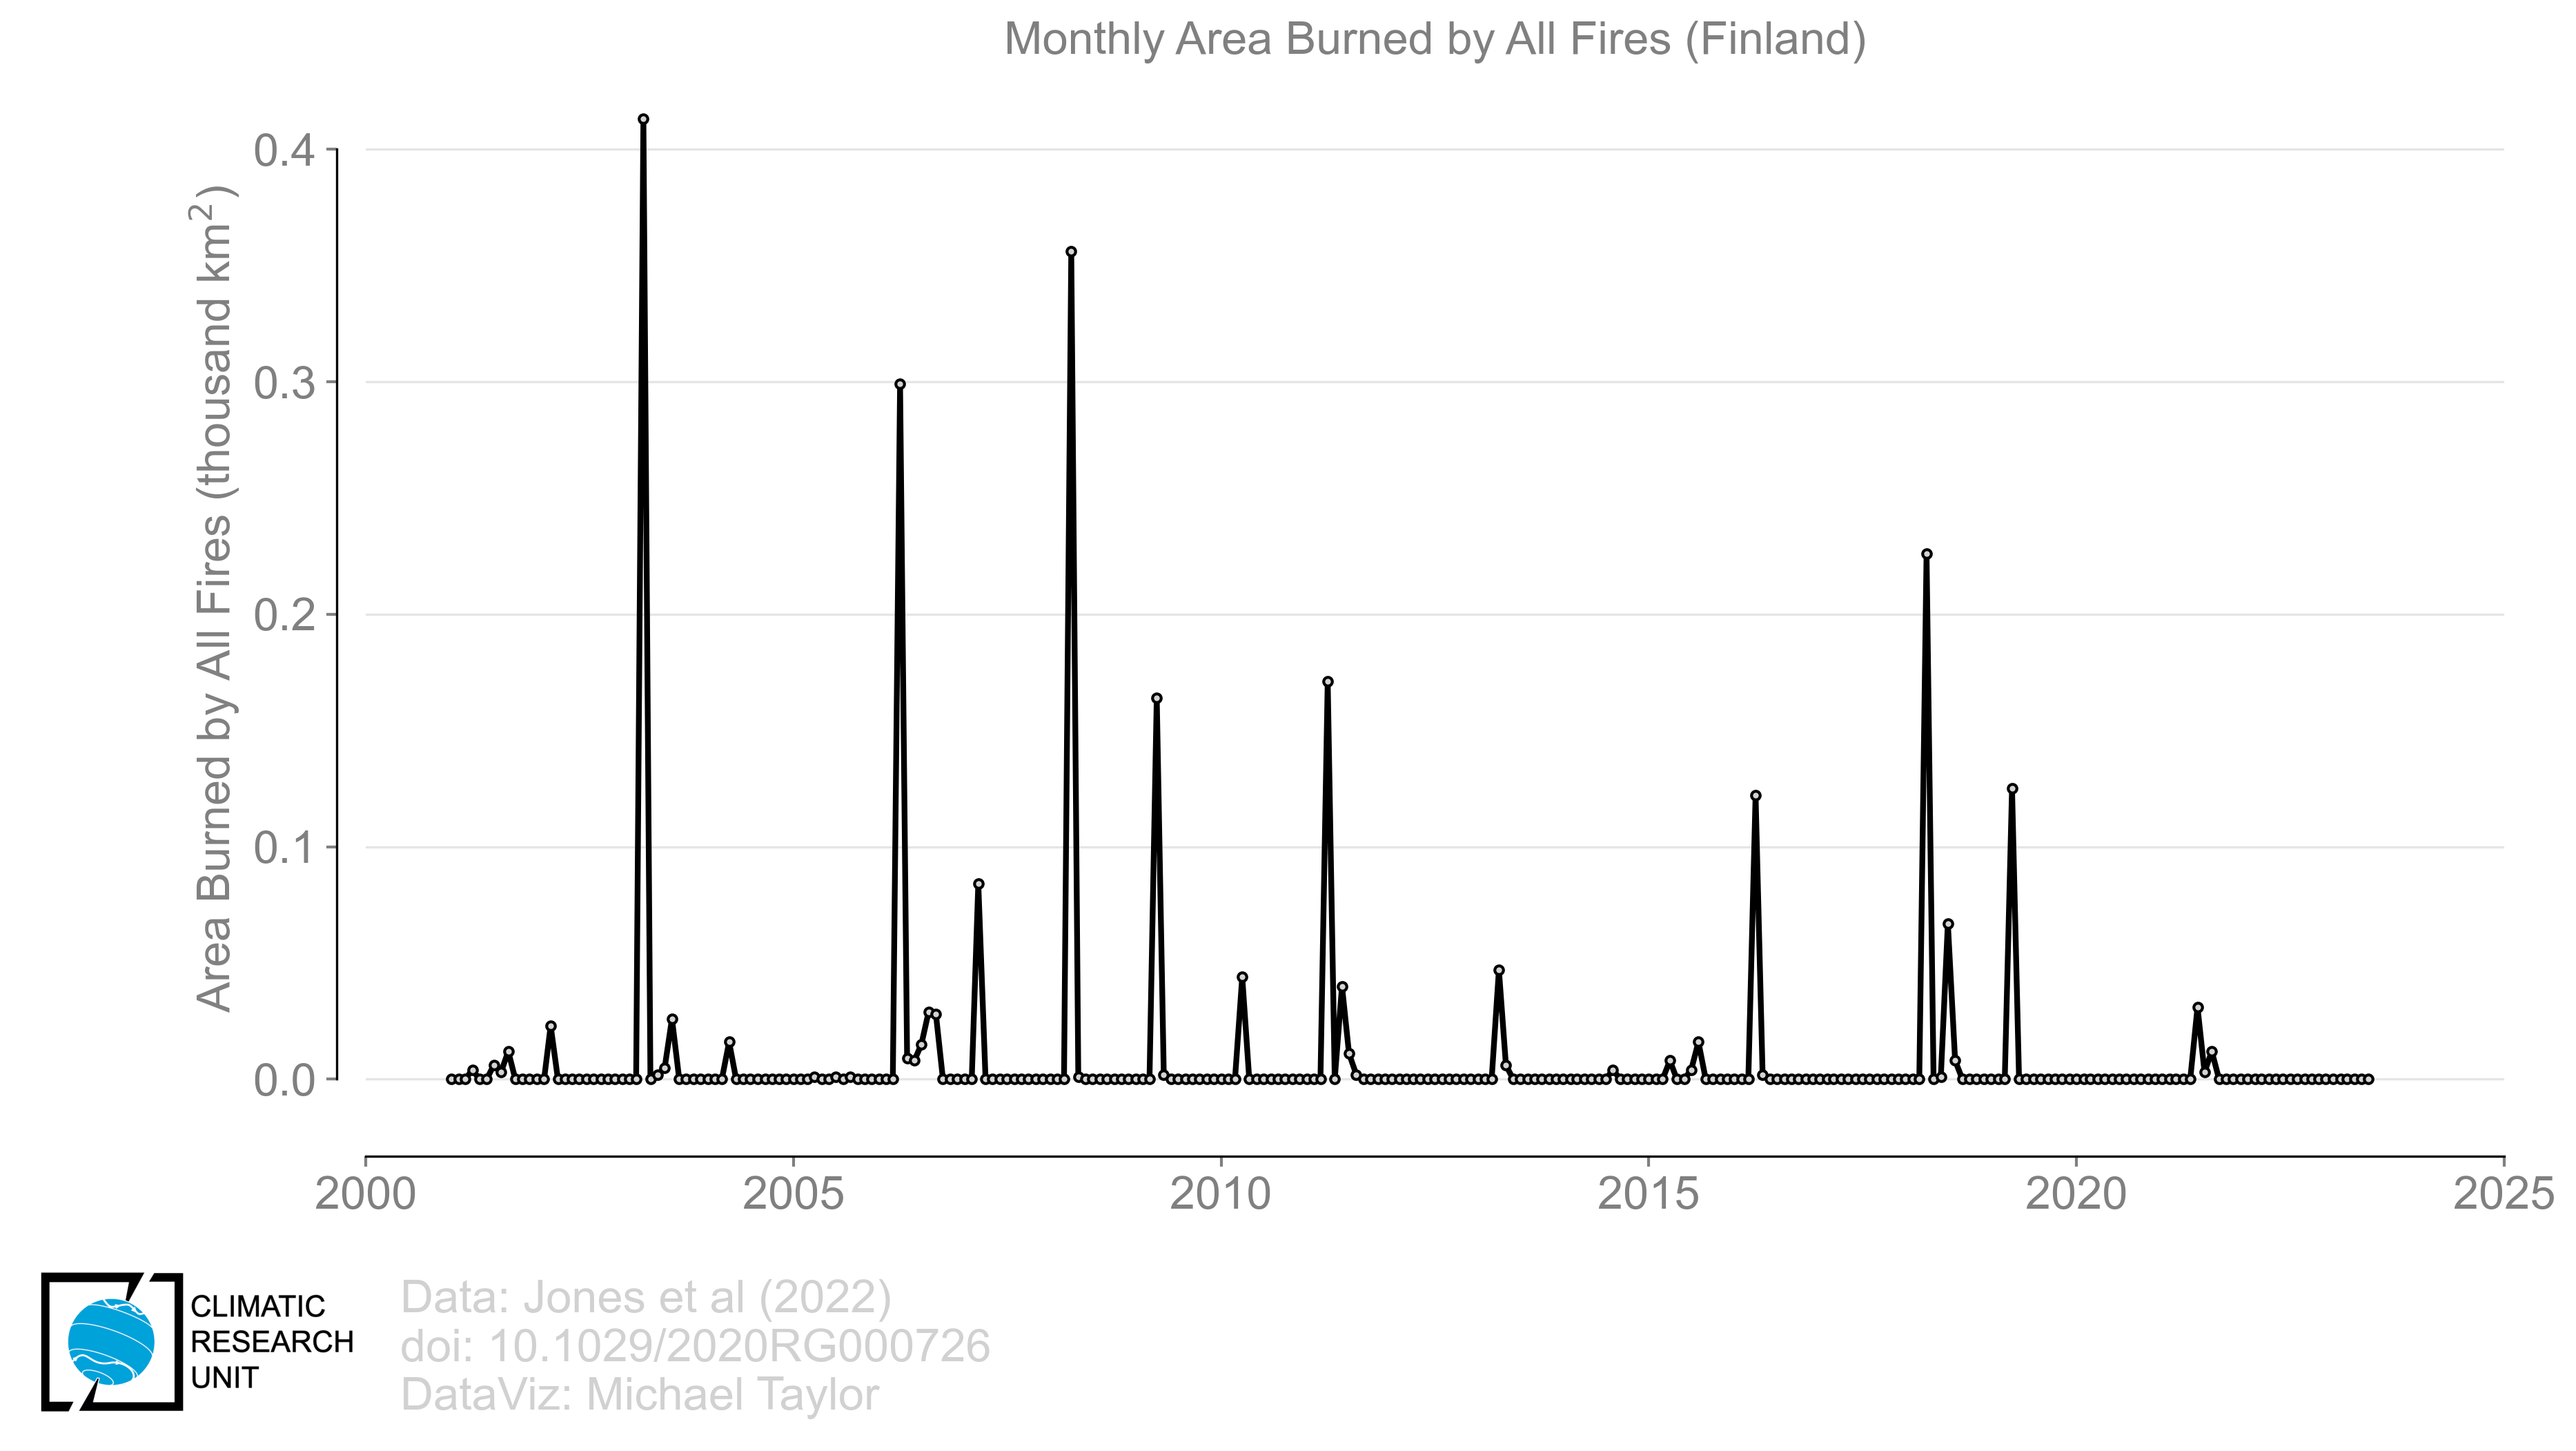 Monthly Area Burned by All Fires (Finland)
Area Burned by All Fires (thousand km²)
0.4
0.3
0.2
0.1
0.0
2000 2005 2010 2015 2020 2025
CLIMATIC
RESEARCH
UNIT
Data: Jones et al (2022)
doi: 10.1029/2020RG000726
DataViz: Michael Taylor